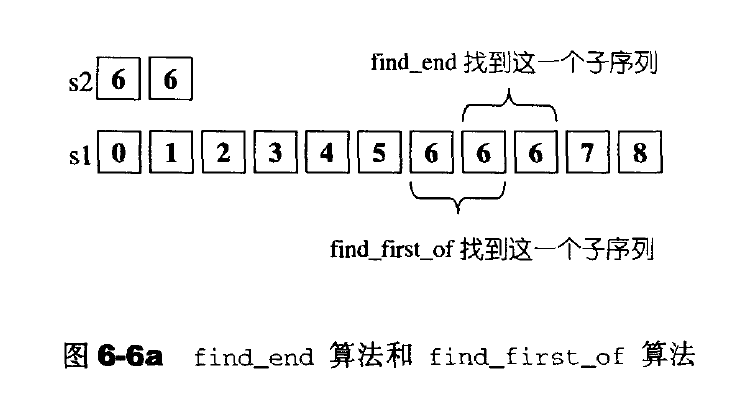 find_end 找到这一个子序列
s2 6 6
s1 0 1 2 3 4 5 6 6 6 7 8
find_first_of 找到这一个子序列
图 6-6a find_end 算法和 find_first_of 算法